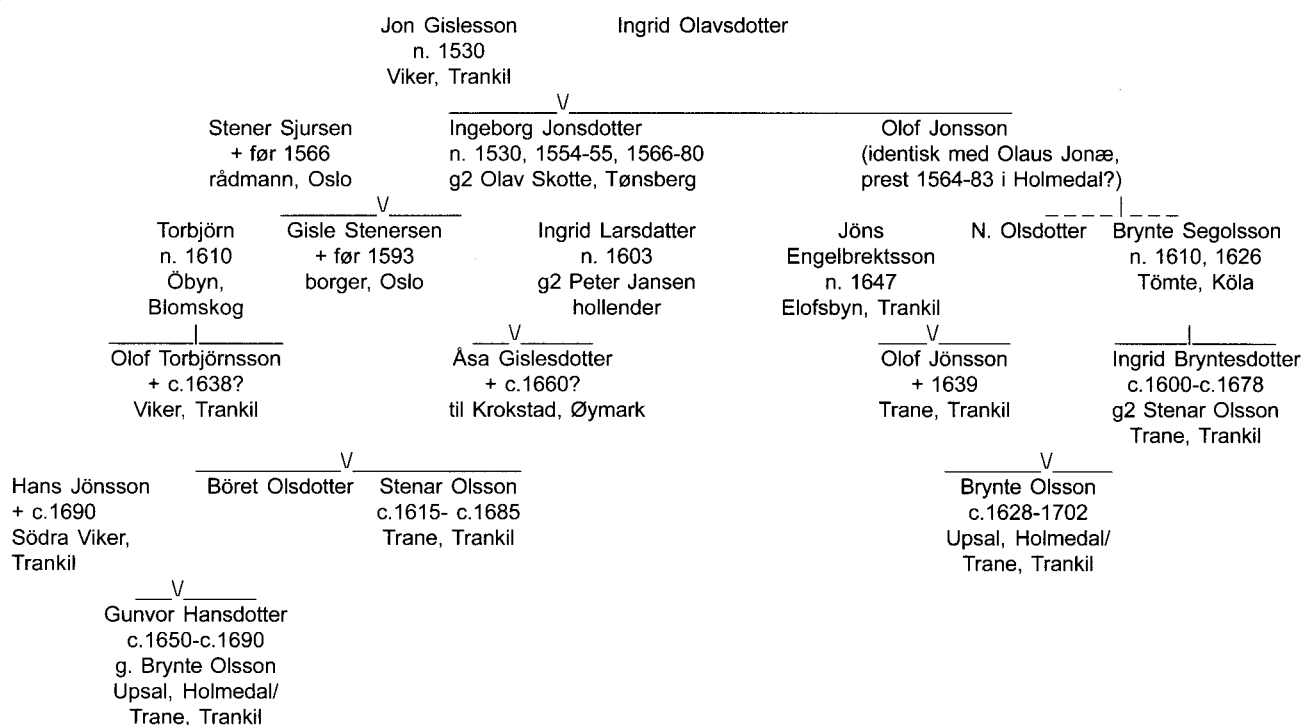 Jon Gislesson Ingrid Olavsdotter
n. 1530
Viker, Trankil
Stener Sjursen Ingeborg Jonsdotter Olof Jonsson
+ før 1566 n. 1530, 1554-55, 1566-80 (identisk med Olaus Jonæ,
rådmann, Oslo g2 Olav Skotte, Tønsberg prest 1564-83 i Holmedal?)
Torbjörn Gisle Stenersen Ingrid Larsdatter Jöns N. Olsdotter Brynte Segolsson
n. 1610 + før 1593 n. 1603 Engelbrektsson n. 1610, 1626
Öbyn, borger, Oslo g2 Peter Jansen n. 1647 Tömte, Köla
Blomskog hollender Elofsbyn, Trankil
Olof Torbjörnsson Åsa Gislesdotter Olof Jönsson Ingrid Bryntesdotter
+ c.1638? + c.1660? + 1639 c.1600-c.1678
Viker, Trankil til Krokstad, Øymark Trane, Trankil g2 Stenar Olsson
Trane, Trankil
Hans Jönsson Böret Olsdotter Stenar Olsson Brynte Olsson
+ c.1690 c.1615- c.1685 c.1628-1702
Södra Viker, Trane, Trankil Upsal, Holmedal/
Trankil Trane, Trankil
Gunvor Hansdotter
c.1650-c.1690
g. Brynte Olsson
Upsal, Holmedal/
Trane, Trankil